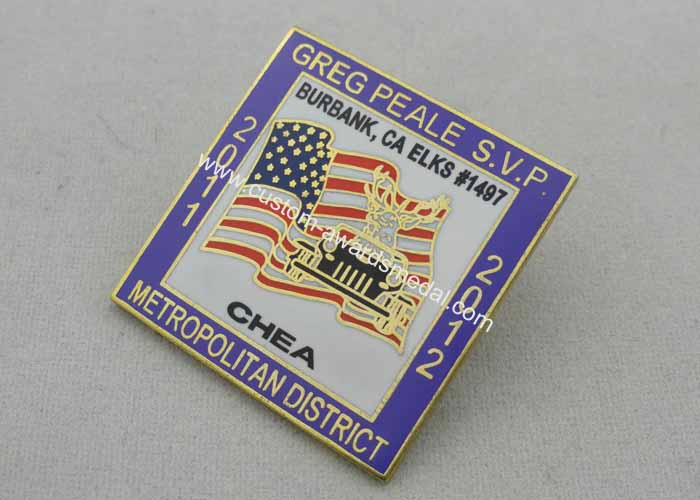 GREG PEALE S.V.P.
BURBANK, CA ELKS #1497
2011
2012
www.custom-awardsmedal.com
CHEA
METROPOLITAN DISTRICT